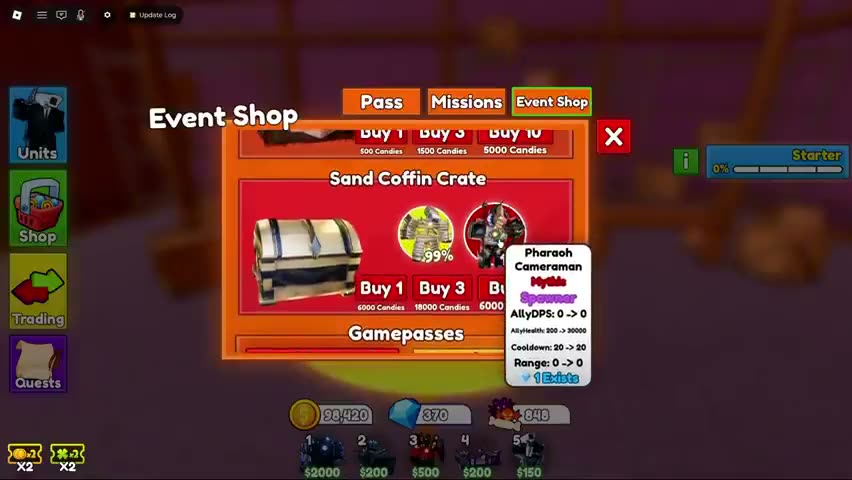 Update Log
Pass
Missions
Event Shop
Event Shop
Buy 1
Buy 3
Buy 10
500 Candies
1500 Candies
5000 Candies
Sand Coffin Crate
.99%
Buy 1
Buy 3
6000 Candies
18000 Candies
Gamepasses
Pharaoh
Cameraman
Mythic
Spawner
AllyDPS: 0 -> 0
AllyHealth: 200 -> 30000
Cooldown: 20 -> 20
Range: 0 -> 0
1 Exists
i
Starter
0%
Units
Shop
Trading
Quests
X2
X2
98,420
370
848
1
2
3
4
5
$2000
$200
$500
$200
$150